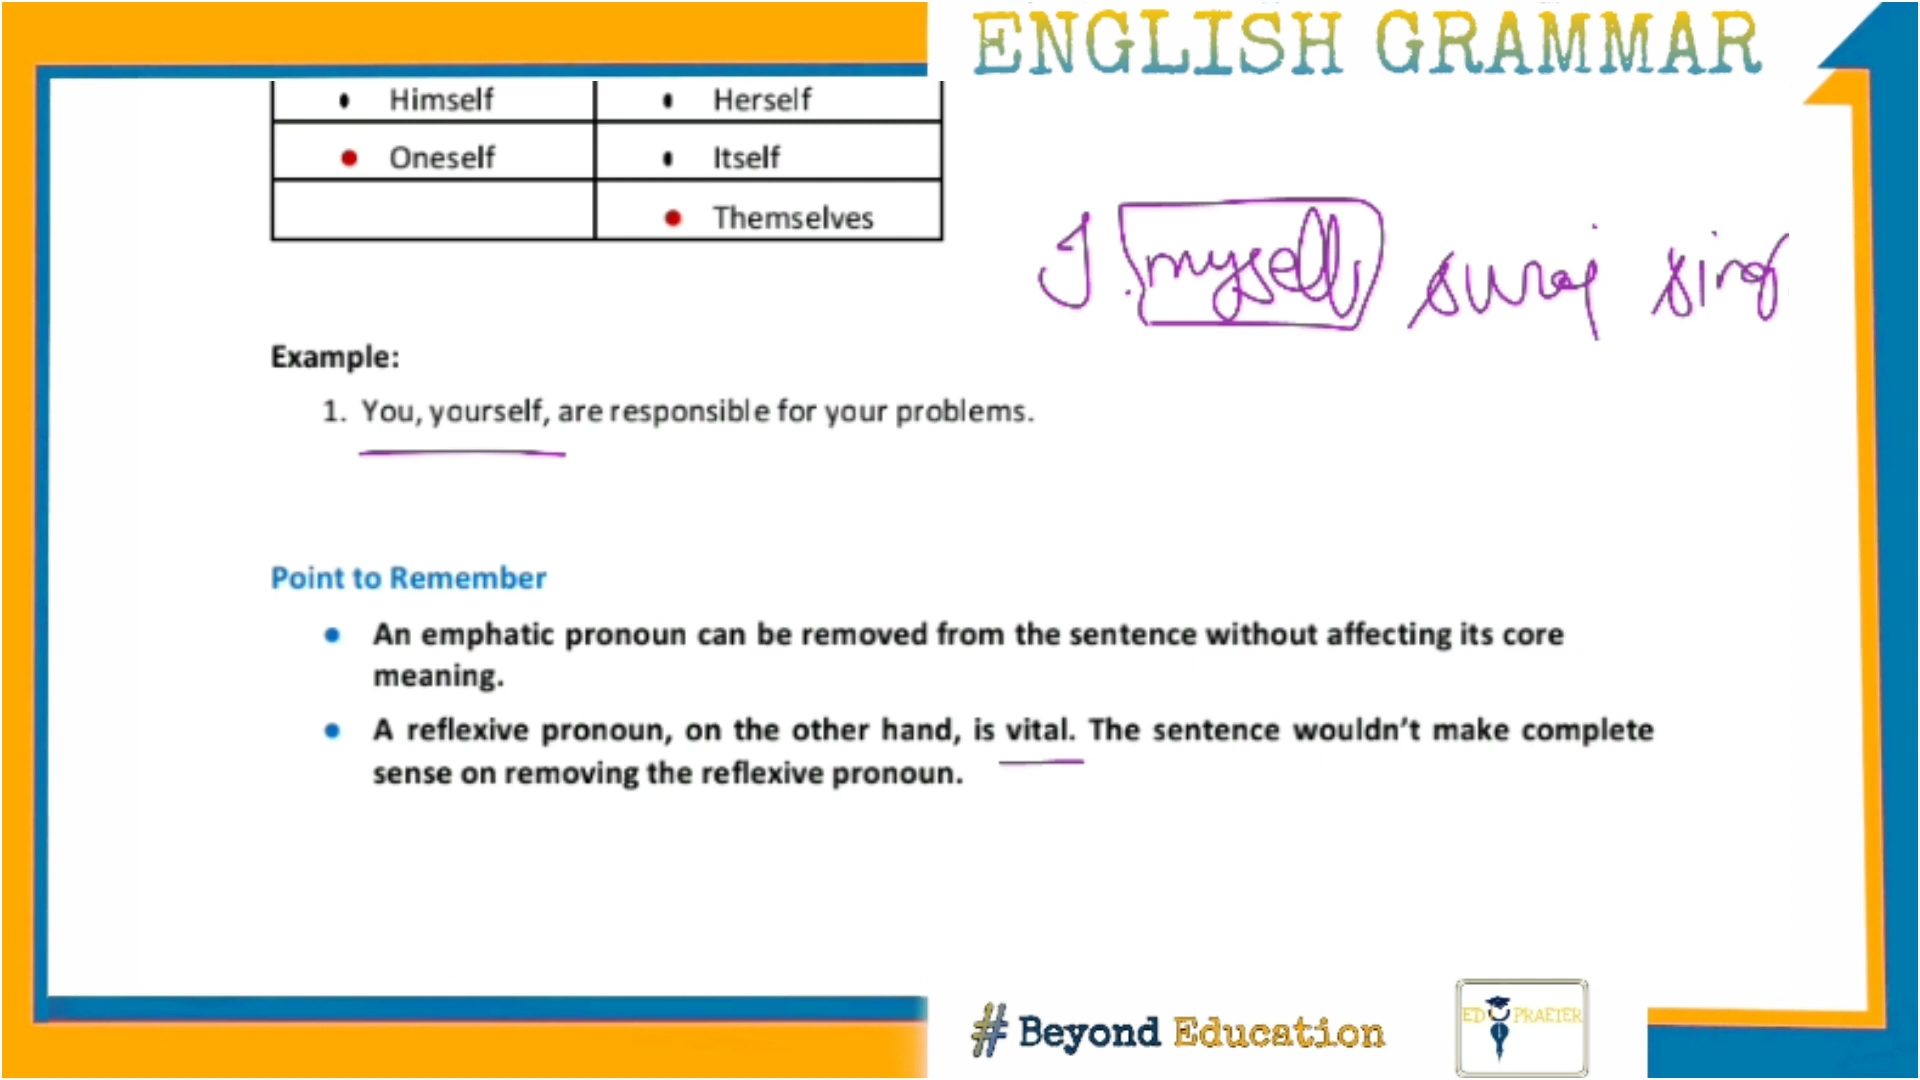 ENGLISH GRAMMAR
• Himself • Herself
• Oneself • Itself
• Themselves
I myself suraj sing
Example:
1. You, yourself, are responsible for your problems.
Point to Remember
• An emphatic pronoun can be removed from the sentence without affecting its core
meaning.
• A reflexive pronoun, on the other hand, is vital. The sentence wouldn't make complete
sense on removing the reflexive pronoun.
# Beyond Education
EDUPRAETER